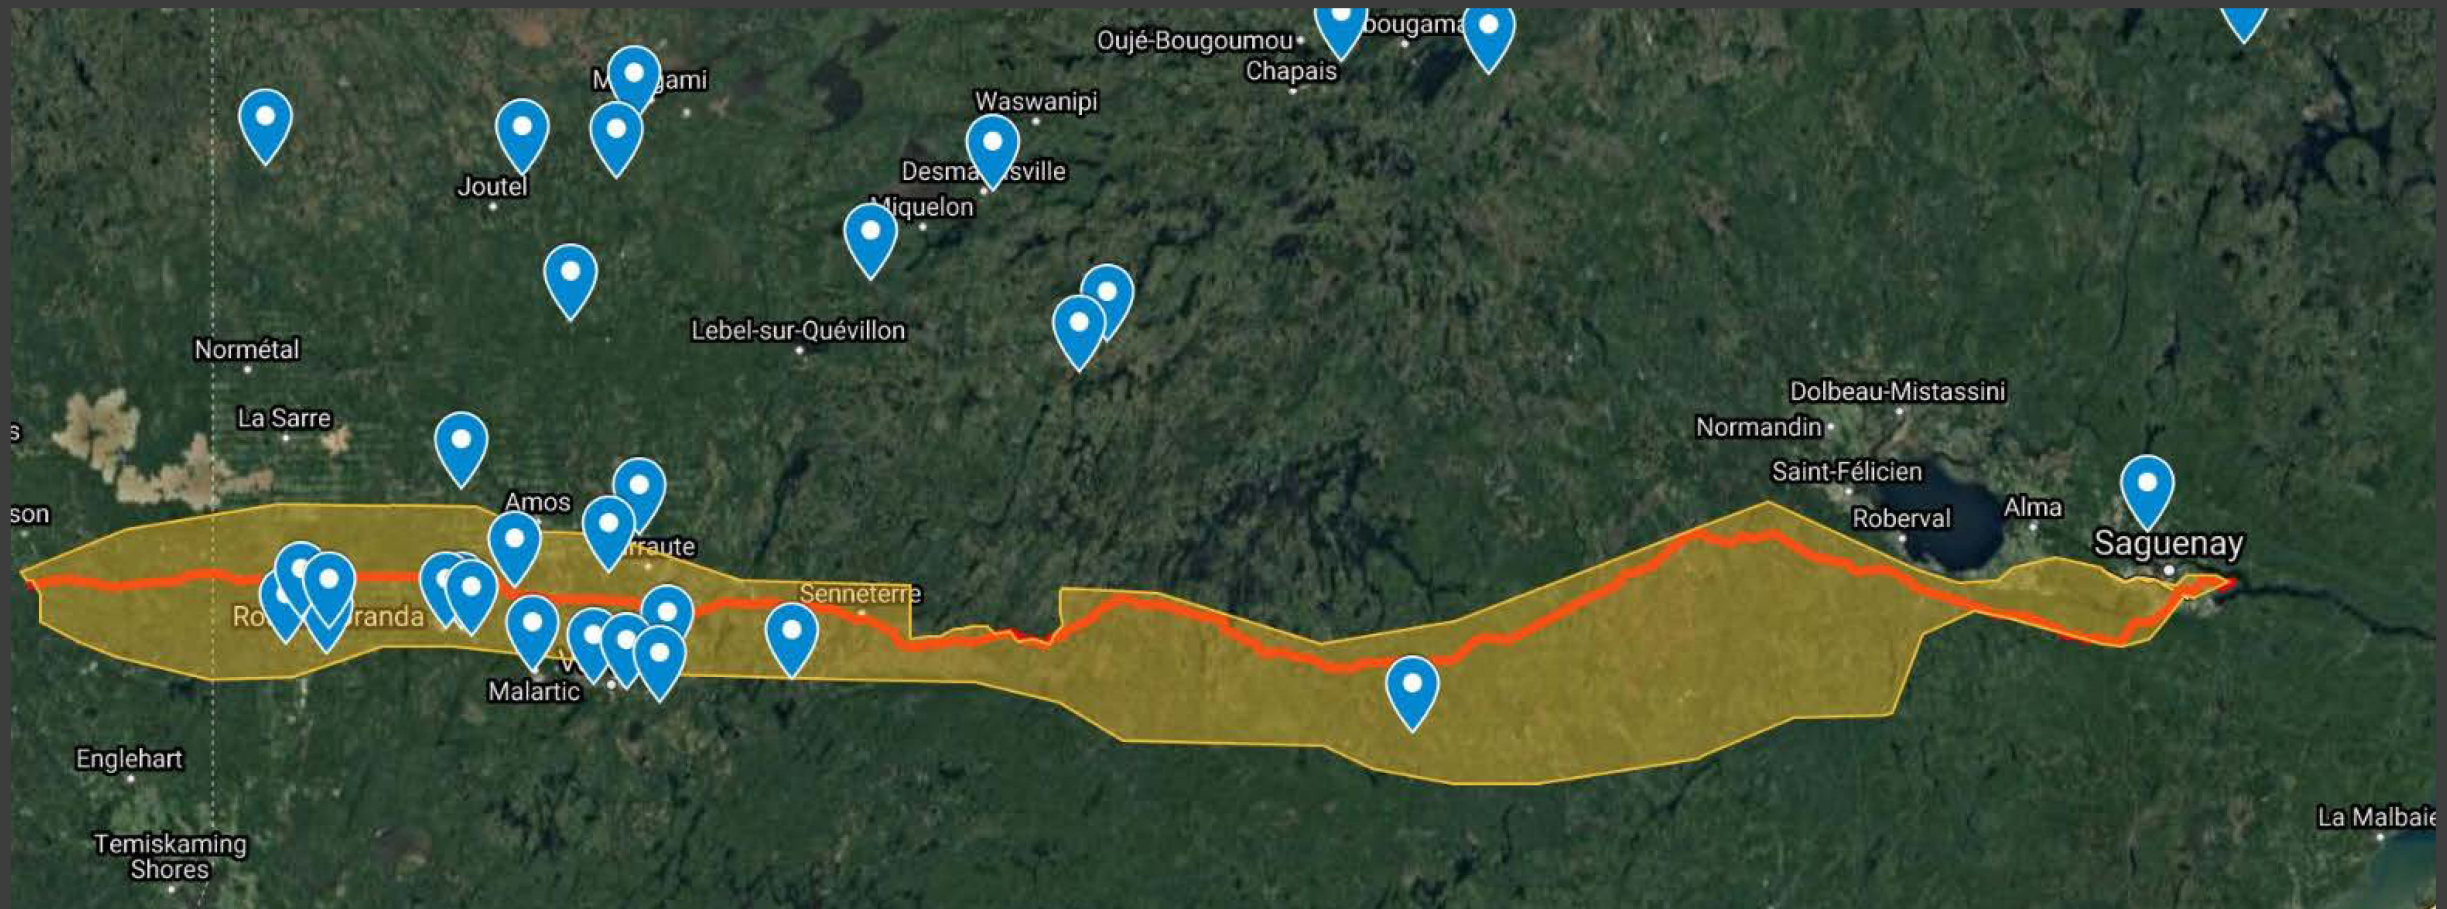 Oujé-Bougoumou
Chapais
Waswanipi
Joutel
Miquelon
Lebel-sur-Quévillon
Normétal
La Sarre
Dolbeau-Mistassini
Normandin
Saint-Félicien
Amos
Alma
Roberval
Saguenay
Senneterre
Malartic
Englehart
La Malbaie
Temiskaming
Shores